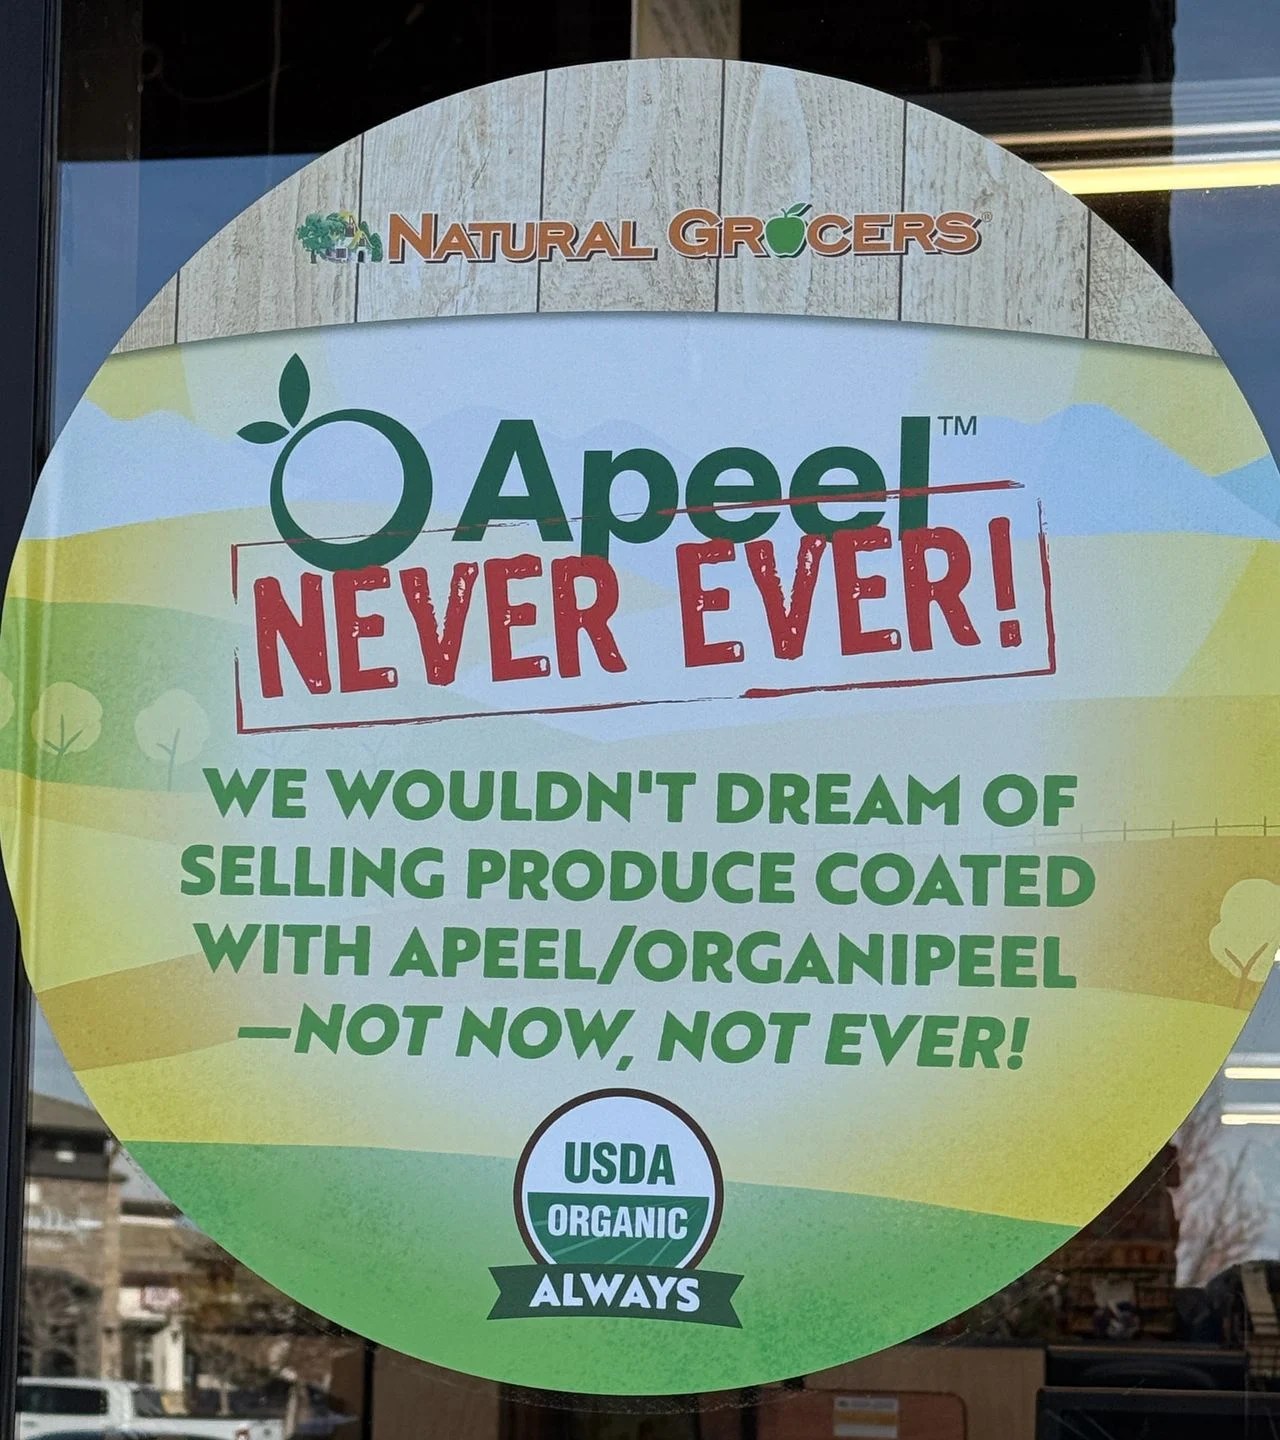 NATURAL GROCERS®
Apeel™
NEVER EVER!
WE WOULDN'T DREAM OF
SELLING PRODUCE COATED
WITH APEEL/ORGANIPEEL
—NOT NOW, NOT EVER!
USDA
ORGANIC
ALWAYS